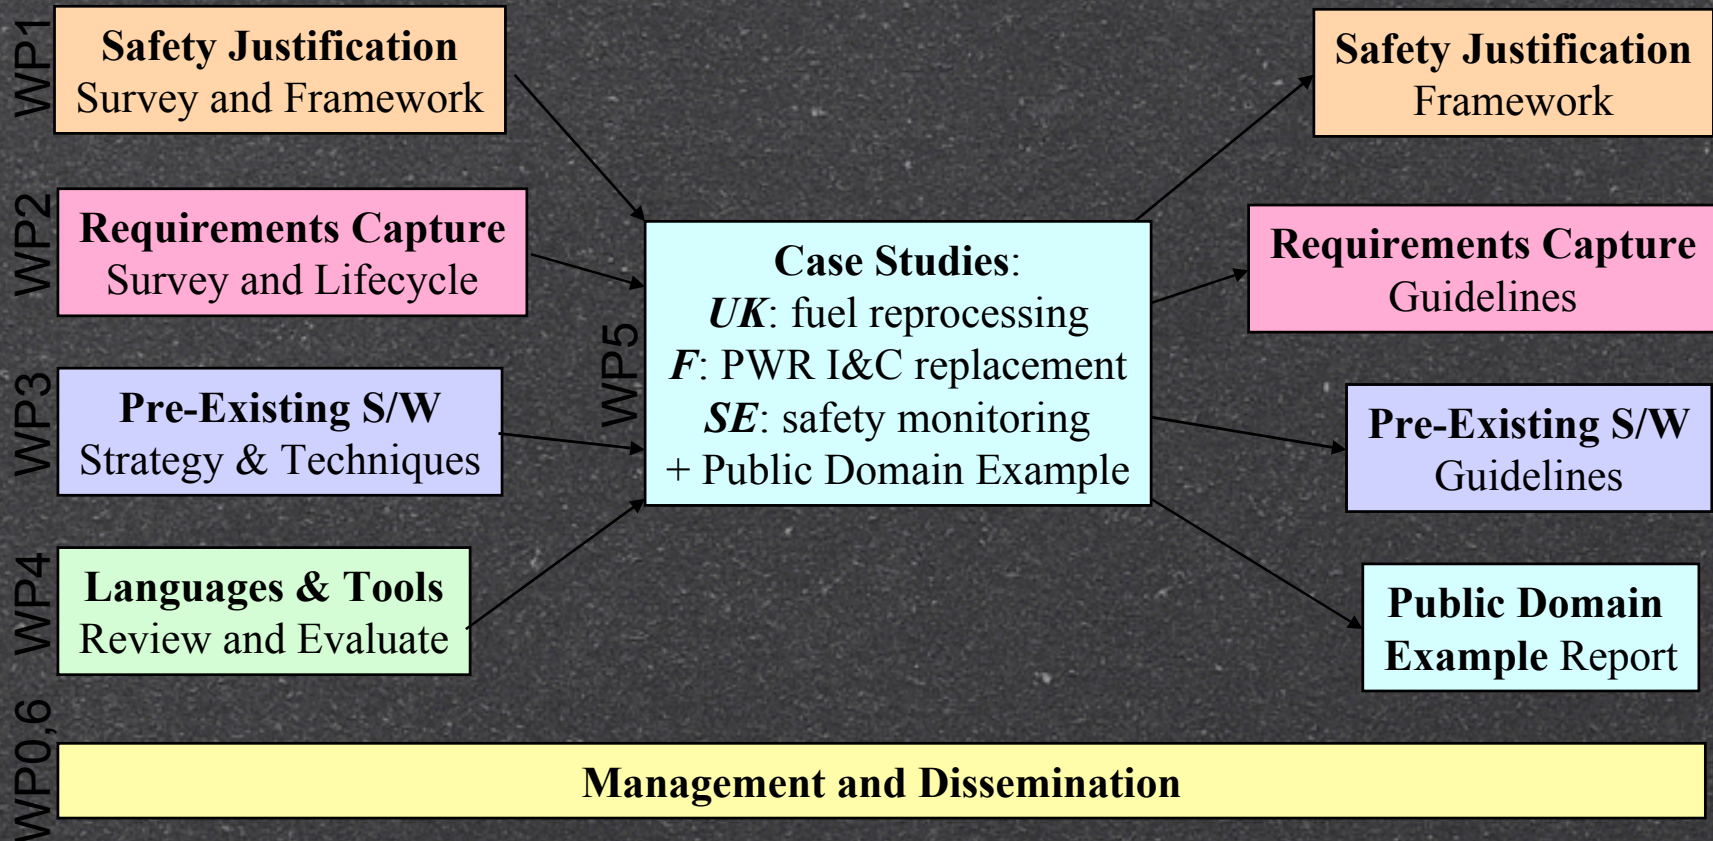 WP1
Safety Justification
Survey and Framework
Safety Justification
Framework
WP2
Requirements Capture
Survey and Lifecycle
Requirements Capture
Guidelines
WP5
Case Studies:
UK: fuel reprocessing
F: PWR I&C replacement
SE: safety monitoring
+ Public Domain Example
WP3
Pre-Existing S/W
Strategy & Techniques
Pre-Existing S/W
Guidelines
WP4
Languages & Tools
Review and Evaluate
Public Domain
Example Report
WP0,6
Management and Dissemination